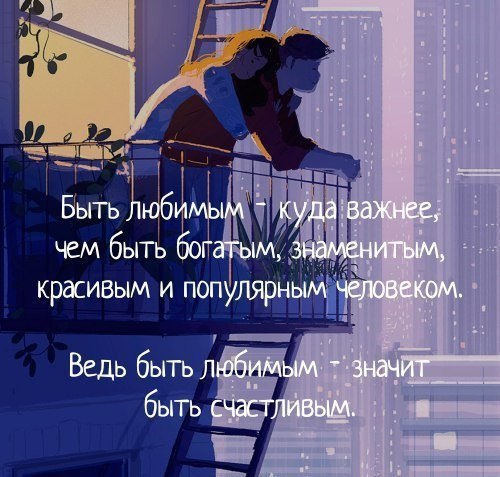 Быть любимым - куда важнее,
чем быть богатым, знаменитым,
красивым и популярным человеком.
Ведь быть любимым - значит
быть счастливым.